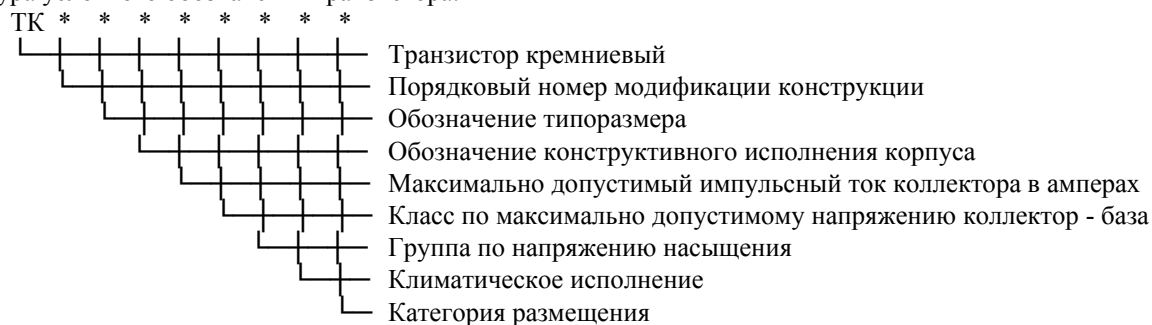 ТК * * * * * * * *
Транзистор кремниевый
Порядковый номер модификации конструкции
Обозначение типоразмера
Обозначение конструктивного исполнения корпуса
Максимально допустимый импульсный ток коллектора в амперах
Класс по максимально допустимому напряжению коллектор - база
Группа по напряжению насыщения
Климатическое исполнение
Категория размещения